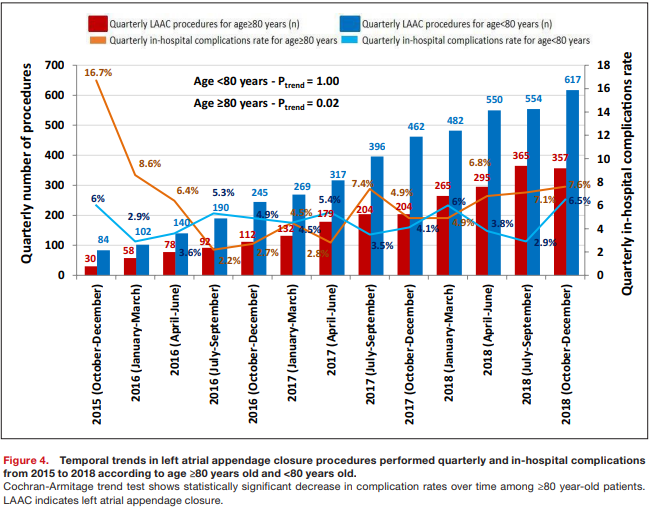 Quarterly LAAC procedures for age≥80 years (n)
Quarterly LAAC procedures for age<80 years (n)
Quarterly in-hospital complications rate for age≥80 years
Quarterly in-hospital complications rate for age<80 years
Quarterly number of procedures
700
600
500
400
300
200
100
0
Age <80 years - Ptrend = 1.00
Age ≥80 years - Ptrend = 0.02
16.7%
8.6%
6.4%
2.2%
2.7%
2.8%
7.4%
4.9%
4.9%
6.8%
7.1%
7.6%
6%
2.9%
3.6%
5.3%
4.9%
4.5%
5.4%
3.5%
4.1%
6%
3.8%
2.9%
6.5%
30
84
58
102
78
140
92
190
112
245
132
269
179
317
204
396
204
462
265
482
295
550
365
554
357
617
18
16
14
12
10
8
6
4
2
0
Quarterly in-hospital complications rate
2015 (October-December)
2016 (January-March)
2016 (April-June)
2016 (July-September)
2016 (October-December)
2017 (January-March)
2017 (April-June)
2017 (July-September)
2017 (October-December)
2018 (January-March)
2018 (April-June)
2018 (July-September)
2018 (October-December)
Figure 4. Temporal trends in left atrial appendage closure procedures performed quarterly and in-hospital complications
from 2015 to 2018 according to age ≥80 years old and <80 years old.
Cochran-Armitage trend test shows statistically significant decrease in complication rates over time among ≥80 year-old patients.
LAAC indicates left atrial appendage closure.